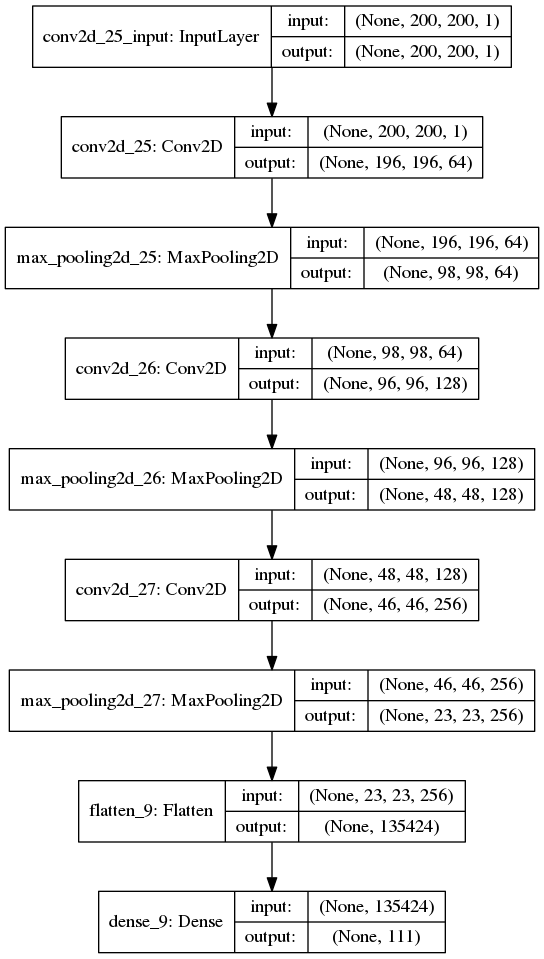 conv2d_25_input: InputLayer
input: (None, 200, 200, 1)
output: (None, 200, 200, 1)
conv2d_25: Conv2D
input: (None, 200, 200, 1)
output: (None, 196, 196, 64)
max_pooling2d_25: MaxPooling2D
input: (None, 196, 196, 64)
output: (None, 98, 98, 64)
conv2d_26: Conv2D
input: (None, 98, 98, 64)
output: (None, 96, 96, 128)
max_pooling2d_26: MaxPooling2D
input: (None, 96, 96, 128)
output: (None, 48, 48, 128)
conv2d_27: Conv2D
input: (None, 48, 48, 128)
output: (None, 46, 46, 256)
max_pooling2d_27: MaxPooling2D
input: (None, 46, 46, 256)
output: (None, 23, 23, 256)
flatten_9: Flatten
input: (None, 23, 23, 256)
output: (None, 135424)
dense_9: Dense
input: (None, 135424)
output: (None, 111)